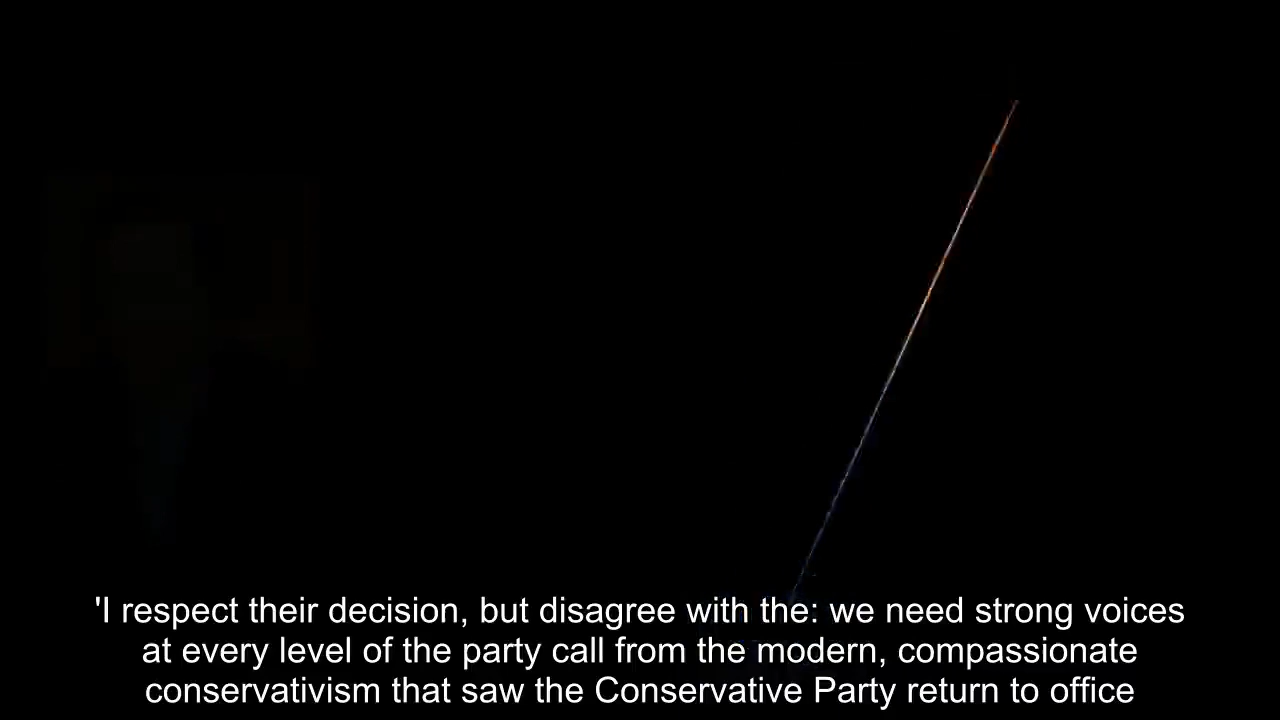 'I respect their decision, but disagree with the: we need strong voices
at every level of the party call from the modern, compassionate
conservativism that saw the Conservative Party return to office